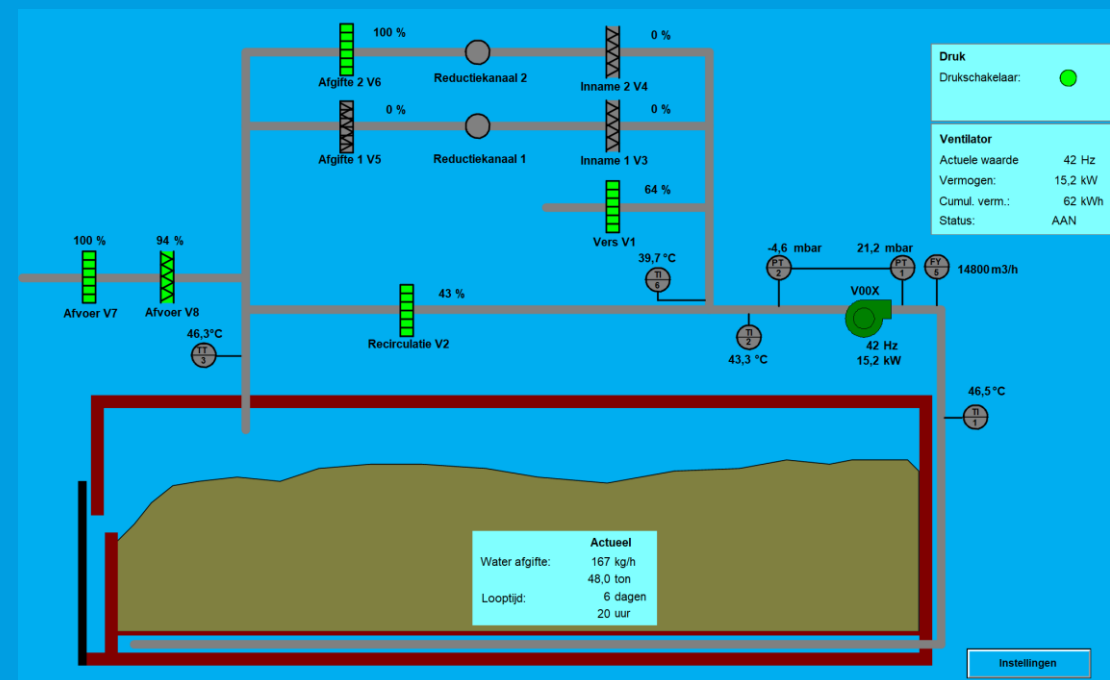 100 %
0 %
Afgifte 2 V6
Reductiekanaal 2
Inname 2 V4
0 %
0 %
Afgifte 1 V5
Reductiekanaal 1
Inname 1 V3
64 %
Vers V1
Druk
Drukschakelaar:
Ventilator
Actuele waarde 42 Hz
Vermogen: 15,2 kW
Cumul. verm.: 62 kWh
Status: AAN
100 %
94 %
Afvoer V7
Afvoer V8
43 %
Recirculatie V2
46,3°C
TT
3
39,7 °C
TI
6
-4,6 mbar
PT
2
21,2 mbar
PT
1
FY
5
14800 m3/h
V00X
42 Hz
15,2 kW
TI
2
43,3 °C
46,5°C
TI
1
Actueel
Water afgifte: 167 kg/h
48,0 ton
Looptijd: 6 dagen
20 uur
Instellingen